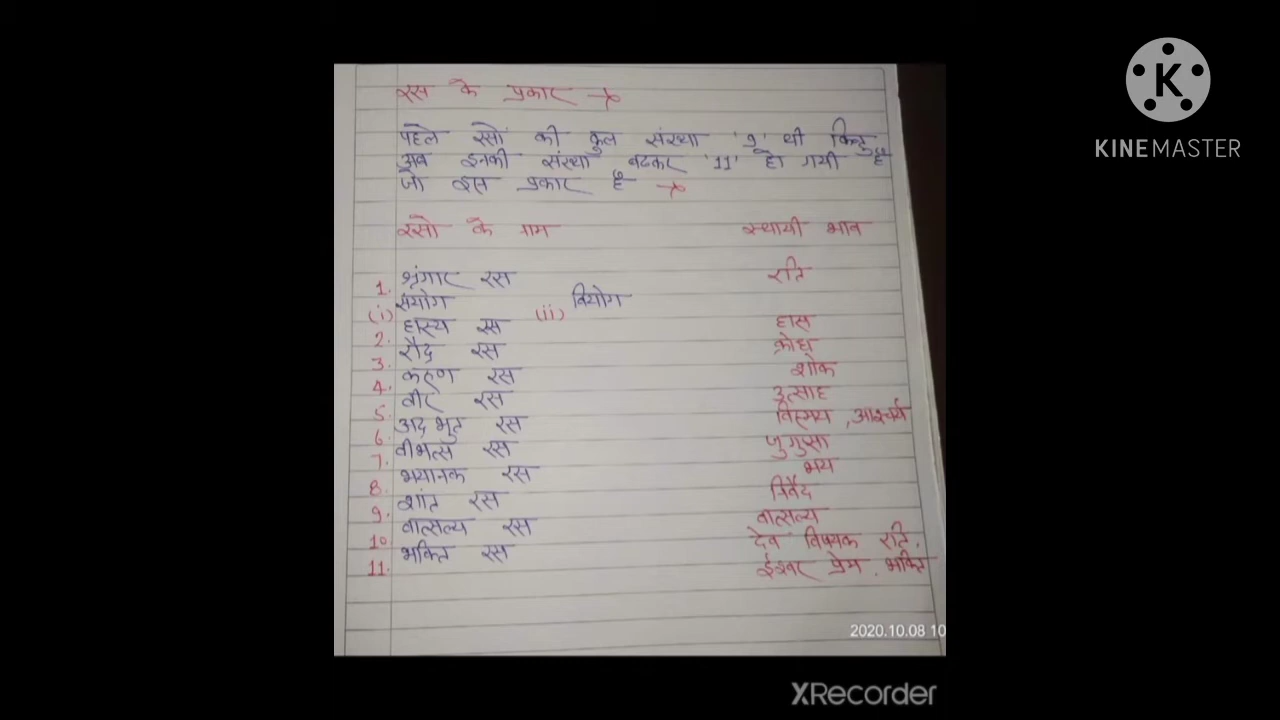 रस के प्रकार →
पहले रसों की कुल संख्या '9' थी किन्तु
अब इनकी संख्या बढकर '11' हो गयी है
जो इस प्रकार है →
रसो के नाम स्थायी भाव
1. श्रृंगार रस रति
(i) संयोग (ii) वियोग
2. हास्य रस हास
3. रौद्र रस क्रोध
4. करुण रस शोक
5. वीर रस उत्साह
6. अदभुत रस विस्मय, आश्चर्य
7. वीभत्स रस जुगुप्सा
8. भयानक रस भय
9. शांत रस निर्वेद
10. वात्सल्य रस वात्सल्य
11. भक्ति रस देव विषयक रति.
ईश्वर प्रेम. भक्ति
2020.10.08 10
KINEMASTER
XRecorder